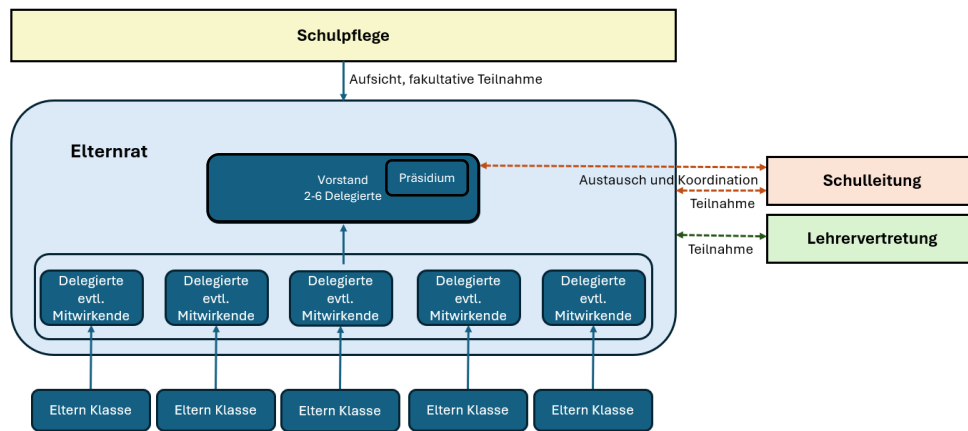 Schulpflege
Aufsicht, fakultative Teilnahme
Elternrat
Vorstand
2-6 Delegierte
Präsidium
Austausch und Koordination
Schulleitung
Teilnahme
Lehrervertretung
Teilnahme
Delegierte
evtl.
Mitwirkende
Delegierte
evtl.
Mitwirkende
Delegierte
evtl.
Mitwirkende
Delegierte
evtl.
Mitwirkende
Delegierte
evtl.
Mitwirkende
Eltern Klasse
Eltern Klasse
Eltern Klasse
Eltern Klasse
Eltern Klasse